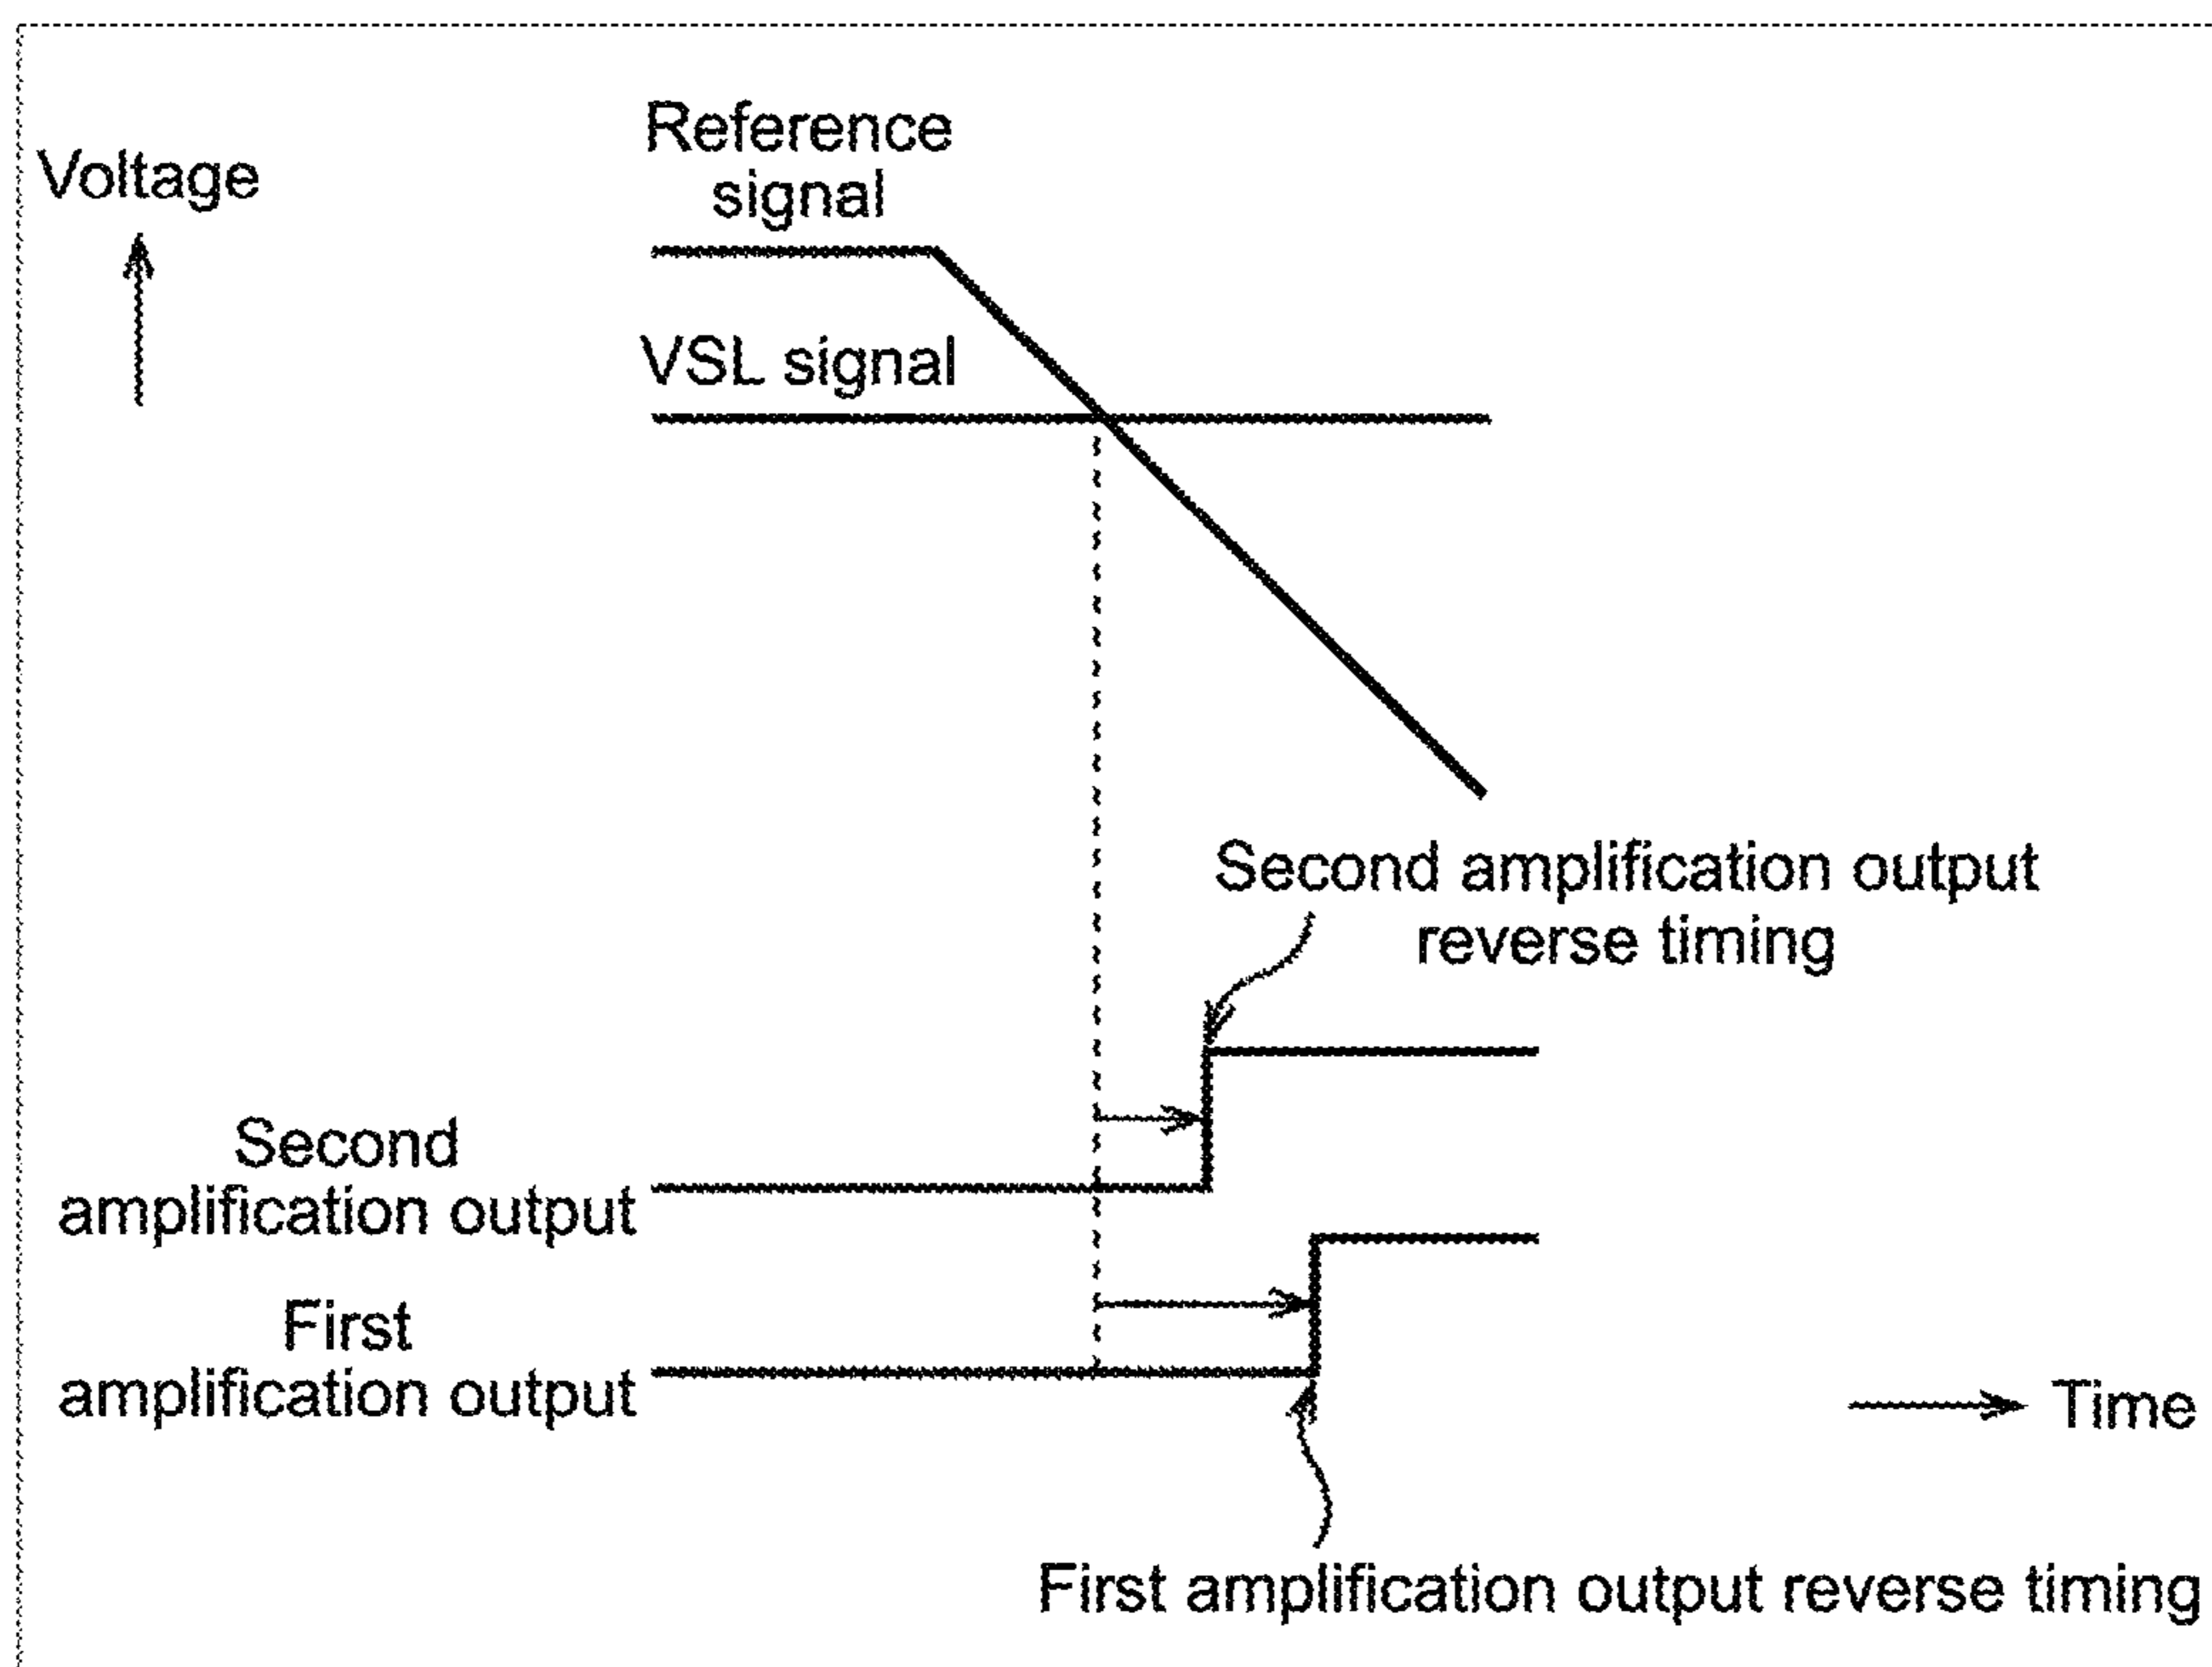 Reference
signal
Voltage
VSL signal
Second amplification output
reverse timing
Second
amplification output
First
amplification output
Time
First amplification output reverse timing